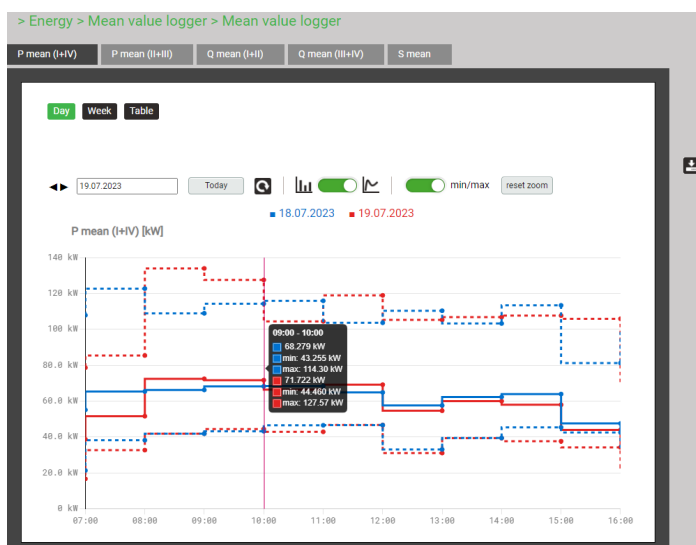 > Energy > Mean value logger > Mean value logger
P mean (I+IV) P mean (II+III) Q mean (I+II) Q mean (III+IV) S mean
Day Week Table
19.07.2023 Today min/max reset zoom
18.07.2023 19.07.2023
P mean (I+IV) [kW]
140 kW
120 kW
100 kW
80.0 kW
60.0 kW
40.0 kW
20.0 kW
0 kW
09:00 - 10:00
68.279 kW
min: 43.255 kW
max: 114.30 kW
71.722 kW
min: 44.460 kW
max: 127.57 kW
07:00 08:00 09:00 10:00 11:00 12:00 13:00 14:00 15:00 16:00